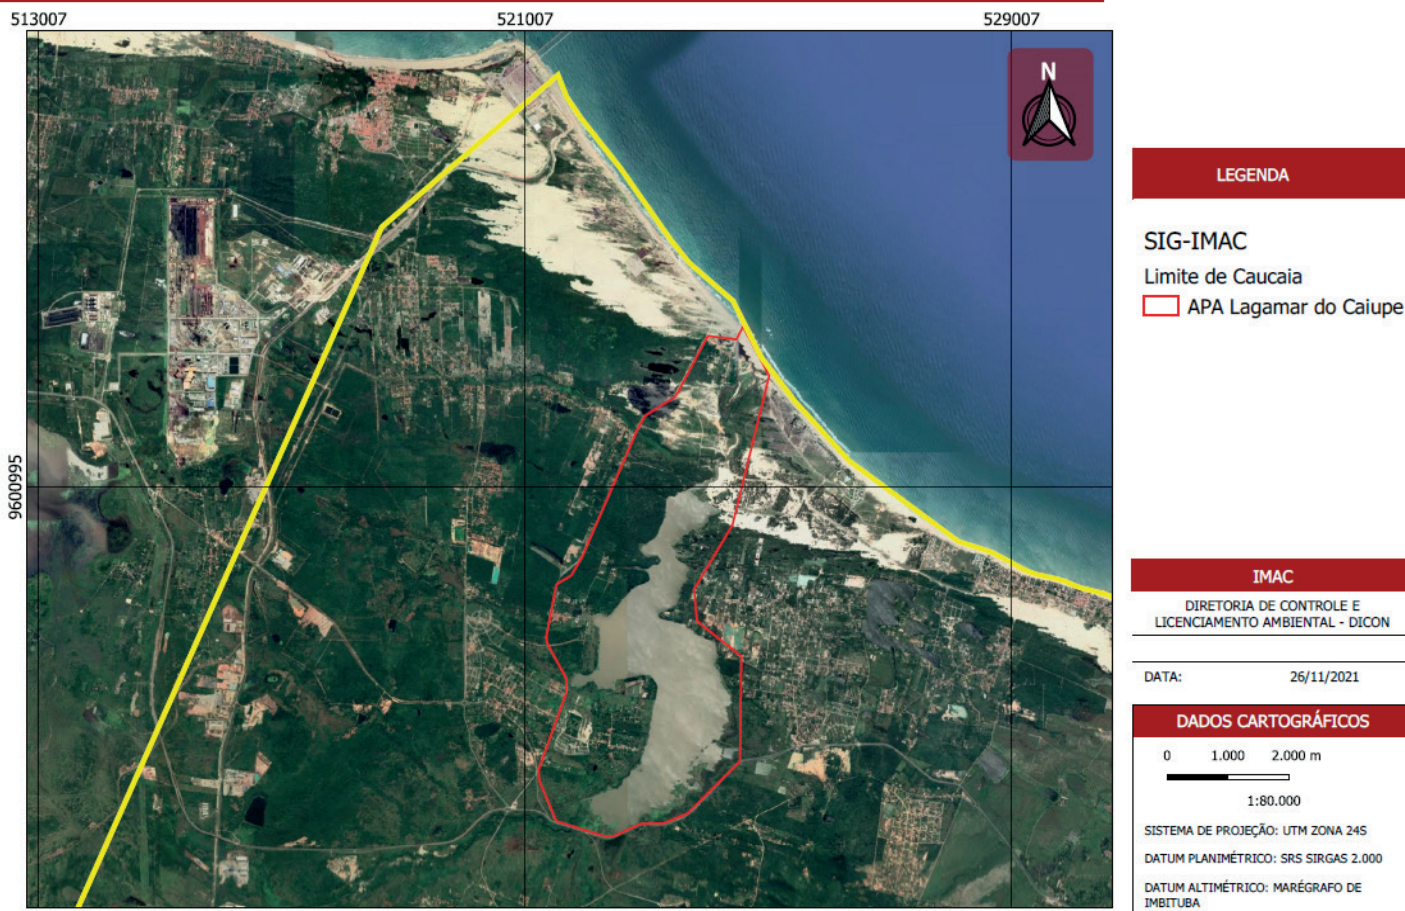 513007
521007
529007
9600995
N
LEGENDA
SIG-IMAC
Limite de Caucaia
APA Lagamar do Caiupe
IMAC
DIRETORIA DE CONTROLE E
LICENCIAMENTO AMBIENTAL - DICON
DATA: 26/11/2021
DADOS CARTOGRÁFICOS
0 1.000 2.000 m
1:80.000
SISTEMA DE PROJEÇÃO: UTM ZONA 24S
DATUM PLANIMÉTRICO: SRS SIRGAS 2.000
DATUM ALTIMÉTRICO: MARÉGRAFO DE
IMBITUBA